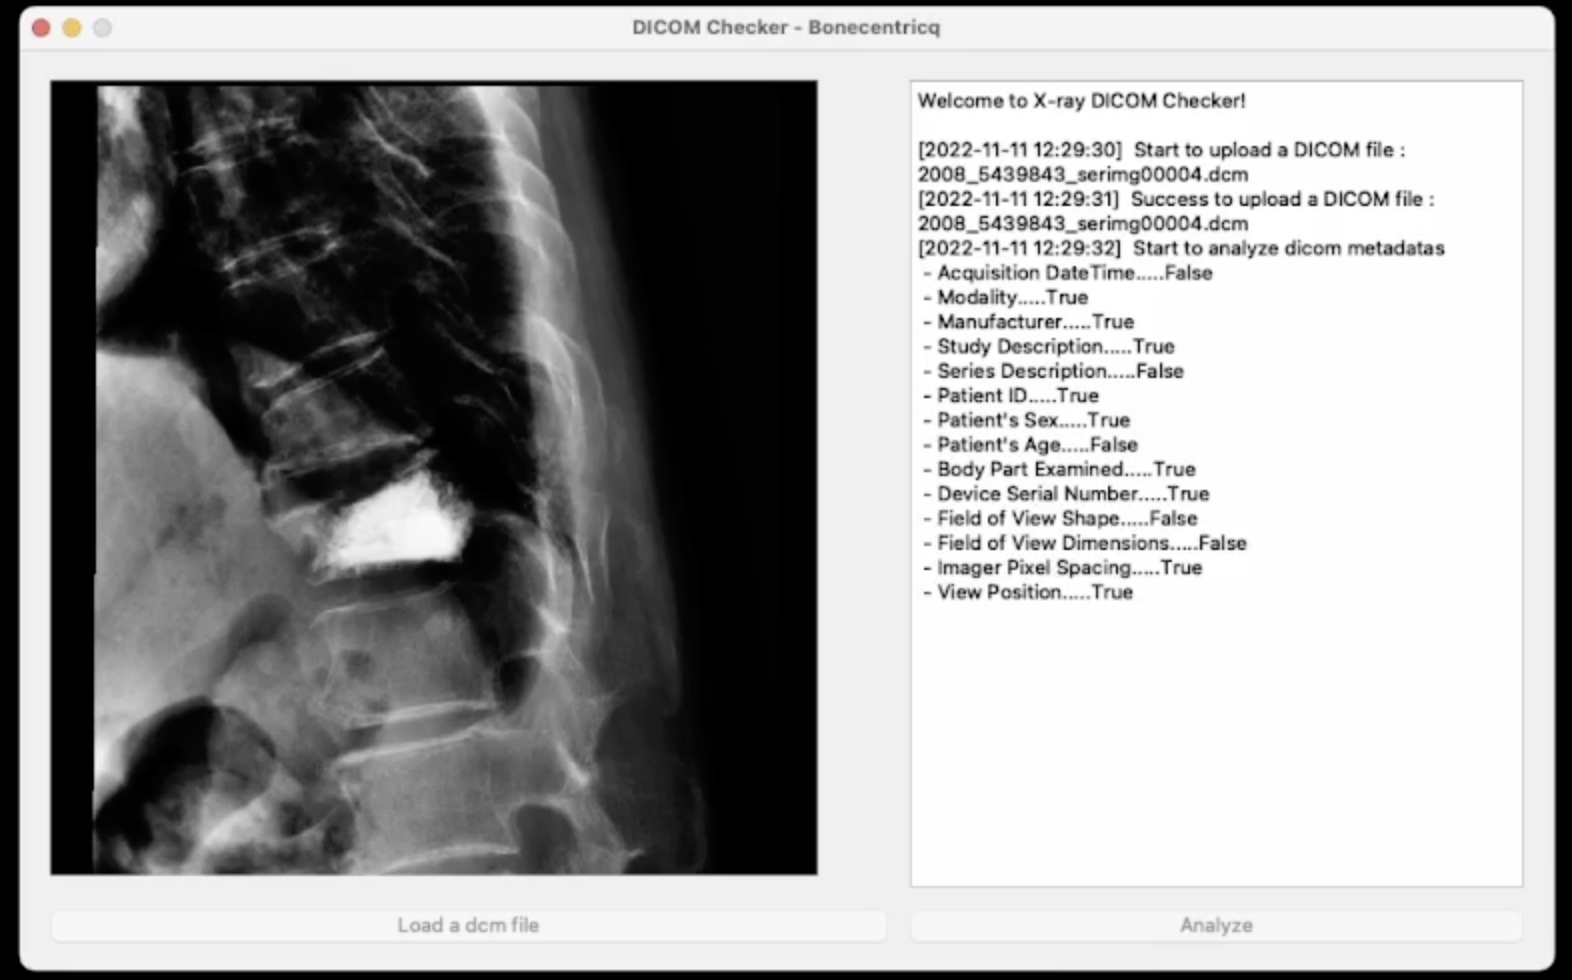 DICOM Checker - Bonecentricq
Welcome to X-ray DICOM Checker!
[2022-11-11 12:29:30]  Start to upload a DICOM file :
2008_5439843_serimg00004.dcm
[2022-11-11 12:29:31]  Success to upload a DICOM file :
2008_5439843_serimg00004.dcm
[2022-11-11 12:29:32]  Start to analyze dicom metadatas
- Acquisition DateTime.....False
- Modality.....True
- Manufacturer.....True
- Study Description.....True
- Series Description.....False
- Patient ID.....True
- Patient's Sex.....True
- Patient's Age.....False
- Body Part Examined.....True
- Device Serial Number.....True
- Field of View Shape.....False
- Field of View Dimensions.....False
- Imager Pixel Spacing.....True
- View Position.....True
Load a dcm file
Analyze